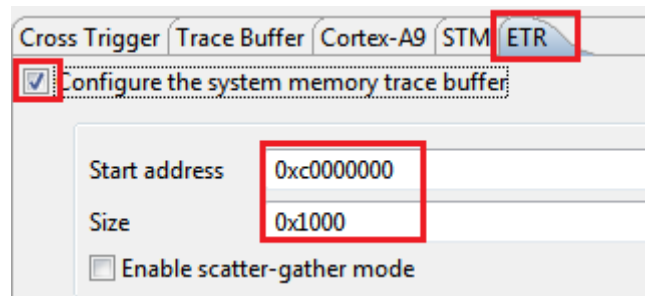 Cross Trigger Trace Buffer Cortex-A9 STM ETR
Configure the system memory trace buffer
Start address 0xc0000000
Size 0x1000
Enable scatter-gather mode